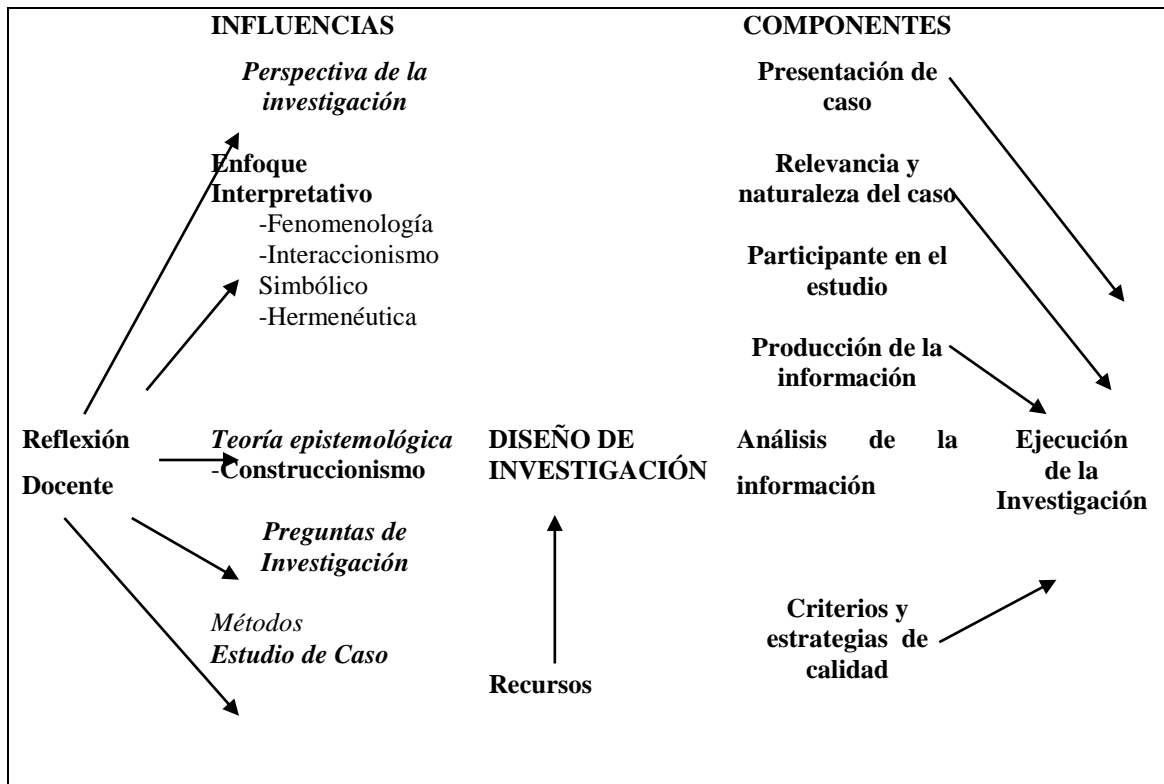 INFLUENCIAS
Perspectiva de la
investigación
Enfoque
Interpretativo
-Fenomenología
-Interaccionismo
Simbólico
-Hermenéutica
Reflexión
Docente
Teoría epistemológica
-Construccionismo
Preguntas de
Investigación
Métodos
Estudio de Caso
DISEÑO DE
INVESTIGACIÓN
Recursos
COMPONENTES
Presentación de
caso
Relevancia y
naturaleza del caso
Participante en el
estudio
Producción de la
información
Análisis de la
información
Criterios y
estrategias de
calidad
Ejecución
de la
Investigación